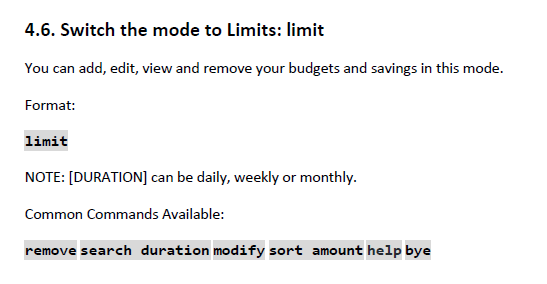 4.6. Switch the mode to Limits: limit
You can add, edit, view and remove your budgets and savings in this mode.
Format:
limit
NOTE: [DURATION] can be daily, weekly or monthly.
Common Commands Available:
remove search duration modify sort amount help bye